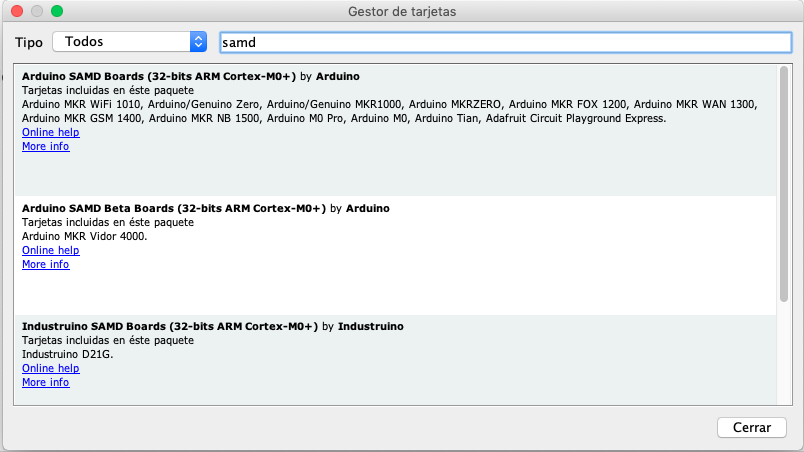 Gestor de tarjetas
Tipo Todos samd
Arduino SAMD Boards (32-bits ARM Cortex-M0+) by Arduino
Tarjetas incluidas en éste paquete
Arduino MKR WiFi 1010, Arduino/Genuino Zero, Arduino/Genuino MKR1000, Arduino MKRZERO, Arduino MKR FOX 1200, Arduino MKR WAN 1300,
Arduino MKR GSM 1400, Arduino MKR NB 1500, Arduino M0 Pro, Arduino M0, Arduino Tian, Adafruit Circuit Playground Express.
Online help
More info
Arduino SAMD Beta Boards (32-bits ARM Cortex-M0+) by Arduino
Tarjetas incluidas en éste paquete
Arduino MKR Vidor 4000.
Online help
More info
Industruino SAMD Boards (32-bits ARM Cortex-M0+) by Industruino
Tarjetas incluidas en éste paquete
Industruino D21G.
Online help
More info
Cerrar